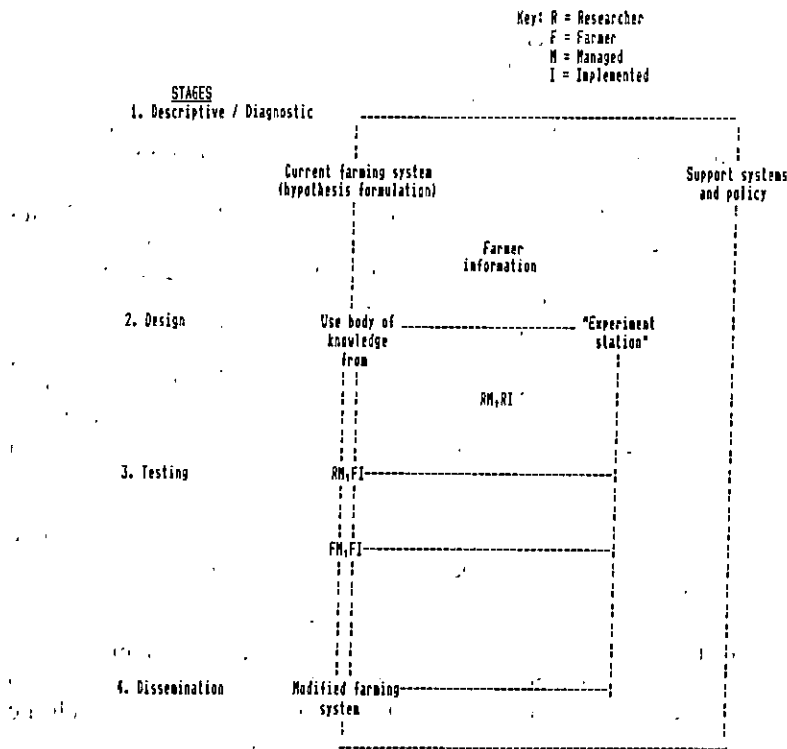 Key: R = Researcher
F = Farmer
M = Managed
I = Implemented
STAGES
1. Descriptive / Diagnostic
Current farming system
(hypothesis formulation)
Support systems
and policy
Farmer
information
2. Design
Use body of
knowledge
from
"Experiment
station"
RM,RI
3. Testing
RM,FI
FM,FI
4. Dissemination
Modified farming
system